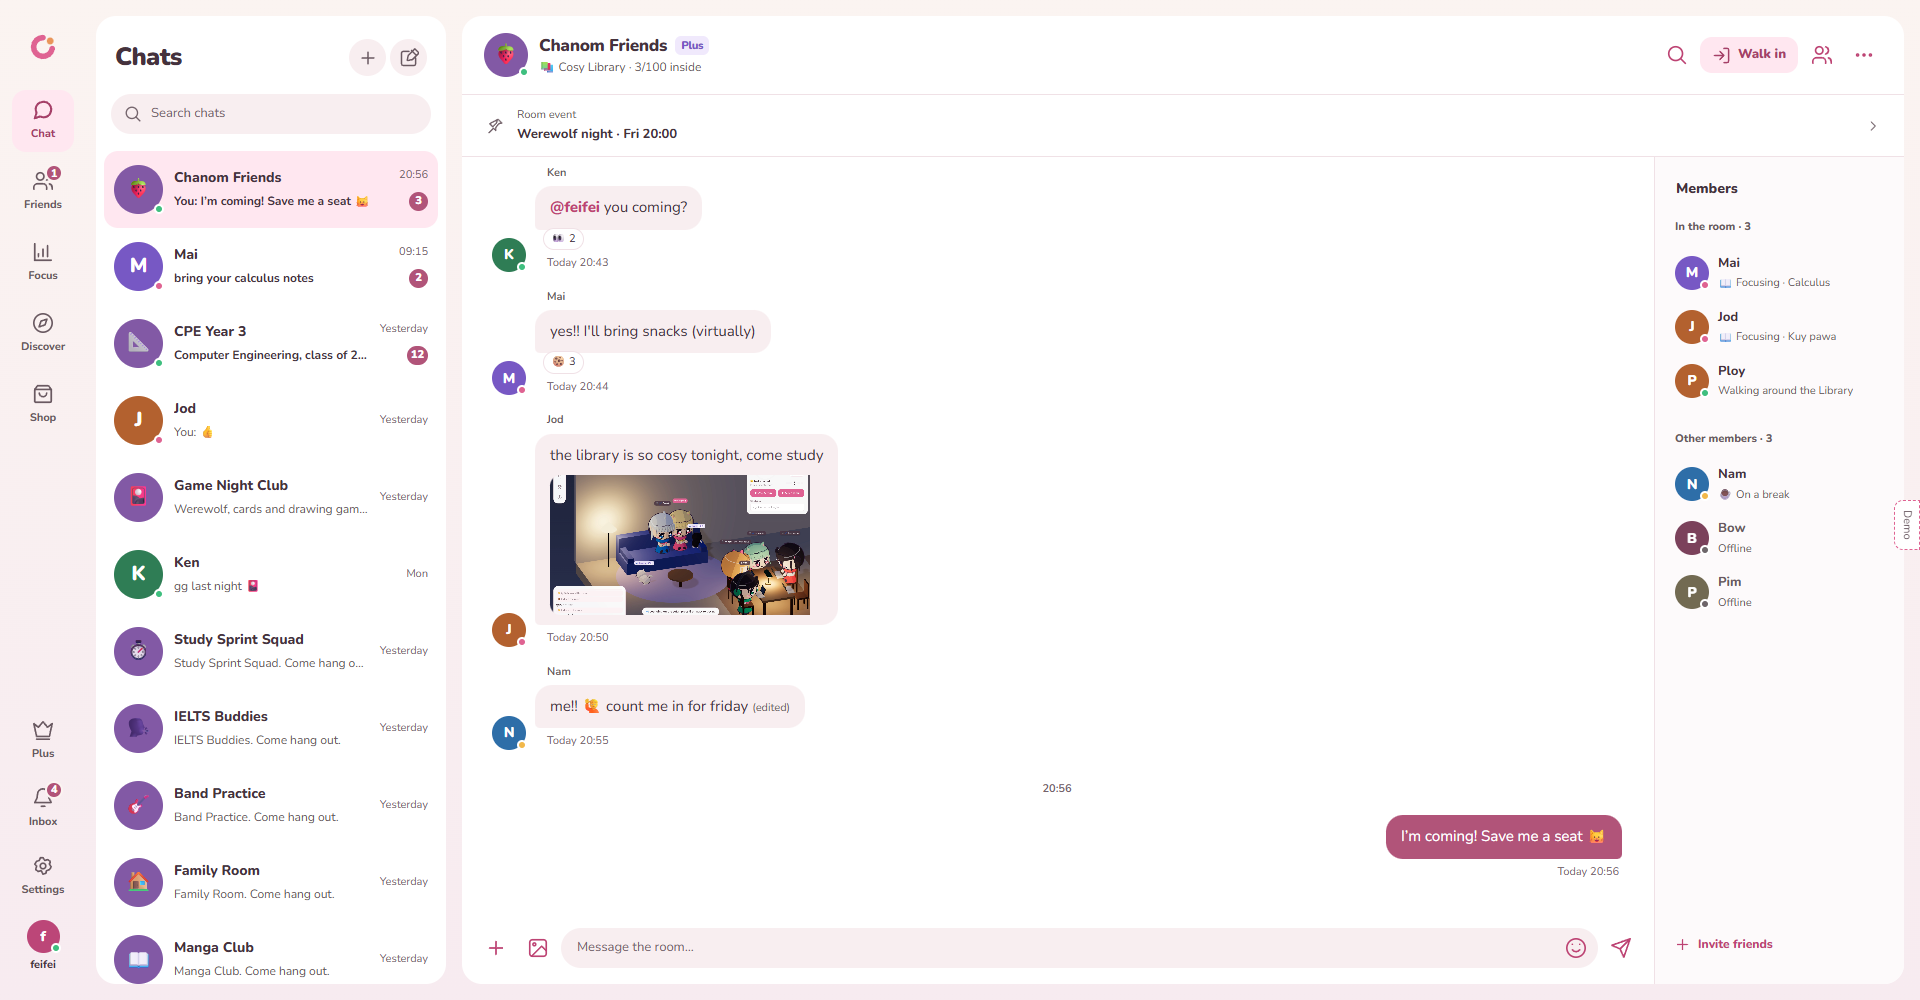 Chat
1
Friends
Focus
Discover
Shop
Plus
4
Inbox
Settings
f
feifei
Chats
Search chats
Chanom Friends
20:56
You: I'm coming! Save me a seat 😺
3
M
Mai
09:15
bring your calculus notes
2
CPE Year 3
Yesterday
Computer Engineering, class of 2...
12
J
Jod
Yesterday
You: 👍
Game Night Club
Yesterday
Werewolf, cards and drawing gam...
K
Ken
Mon
gg last night 🎴
Study Sprint Squad
Yesterday
Study Sprint Squad. Come hang o...
IELTS Buddies
Yesterday
IELTS Buddies. Come hang out.
Band Practice
Yesterday
Band Practice. Come hang out.
Family Room
Yesterday
Family Room. Come hang out.
Manga Club
Yesterday
Manga Club. Come hang out.
Chanom Friends Plus
Cosy Library · 3/100 inside
Walk in
Room event
Werewolf night · Fri 20:00
Ken
@feifei you coming?
👀 2
K
Today 20:43
Mai
yes!! I'll bring snacks (virtually)
🍪 3
M
Today 20:44
Jod
the library is so cosy tonight, come study
J
Today 20:50
Nam
me!! 🙋 count me in for friday (edited)
N
Today 20:55
20:56
I'm coming! Save me a seat 😺
Today 20:56
Message the room...
Members
In the room · 3
M
Mai
📖 Focusing · Calculus
J
Jod
📖 Focusing · Kuy pawa
P
Ploy
Walking around the Library
Other members · 3
N
Nam
On a break
B
Bow
Offline
P
Pim
Offline
Invite friends
Demo